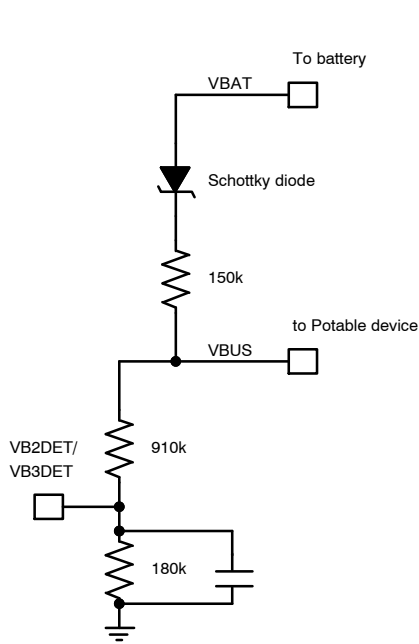 To battery
VBAT
Schottky diode
150k
to Potable device
VBUS
VB2DET/
VB3DET
910k
180k